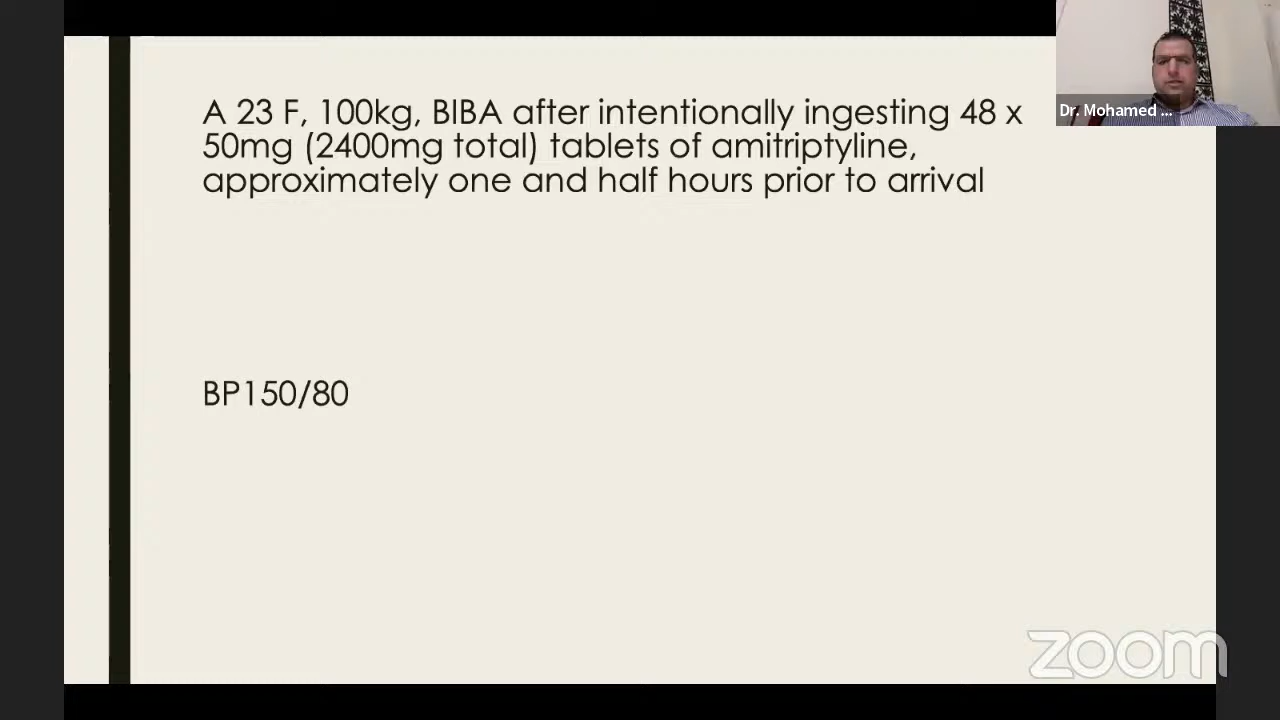 A 23 F, 100kg, BIBA after intentionally ingesting 48 x
50mg (2400mg total) tablets of amitriptyline,
approximately one and half hours prior to arrival
BP150/80
Dr. Mohamed ...
zoom